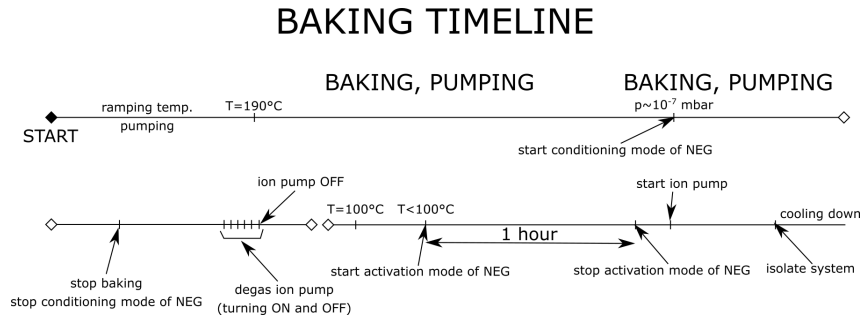 BAKING TIMELINE
BAKING, PUMPING
BAKING, PUMPING
ramping temp.
pumping
T=190°C
p~10⁻⁷ mbar
START
start conditioning mode of NEG
ion pump OFF
start ion pump
T=100°C
T<100°C
cooling down
1 hour
stop baking
stop conditioning mode of NEG
degas ion pump
(turning ON and OFF)
start activation mode of NEG
stop activation mode of NEG
isolate system